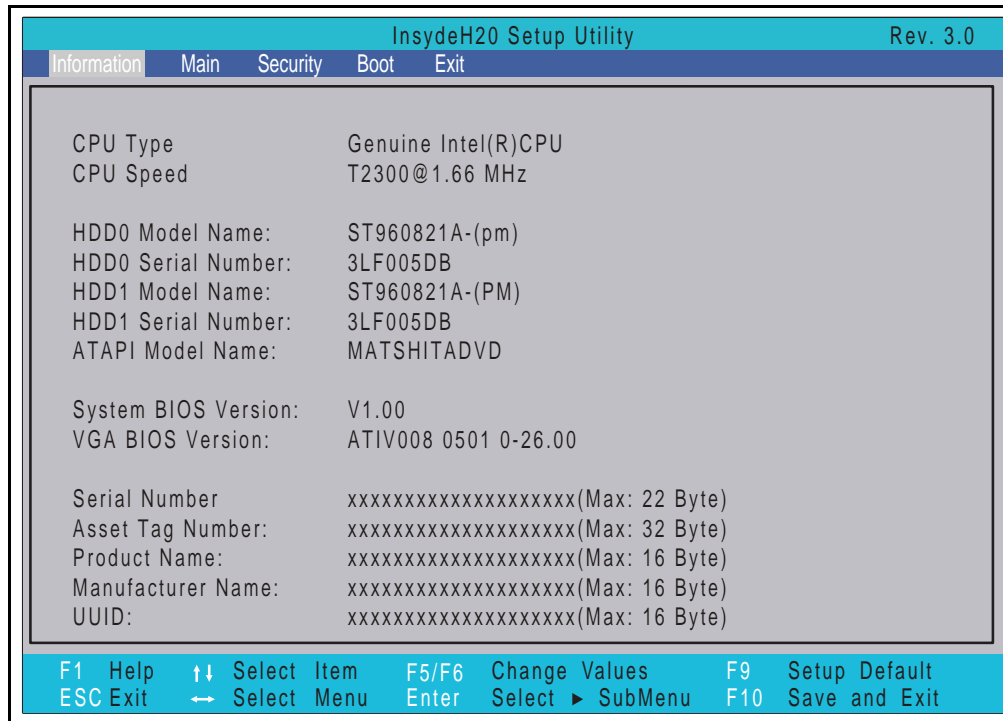 InsydeH20 Setup Utility Rev. 3.0
Information Main Security Boot Exit
CPU Type Genuine Intel(R)CPU
CPU Speed T2300@1.66 MHz
HDD0 Model Name: ST960821A-(pm)
HDD0 Serial Number: 3LF005DB
HDD1 Model Name: ST960821A-(PM)
HDD1 Serial Number: 3LF005DB
ATAPI Model Name: MATSHITADVD
System BIOS Version: V1.00
VGA BIOS Version: ATIV008 0501 0-26.00
Serial Number xxxxxxxxxxxxxxxxxxx(Max: 22 Byte)
Asset Tag Number: xxxxxxxxxxxxxxxxxxx(Max: 32 Byte)
Product Name: xxxxxxxxxxxxxxxxxxx(Max: 16 Byte)
Manufacturer Name: xxxxxxxxxxxxxxxxxxx(Max: 16 Byte)
UUID: xxxxxxxxxxxxxxxxxxx(Max: 16 Byte)
F1 Help ↑↓ Select Item F5/F6 Change Values F9 Setup Default
ESC Exit ↔ Select Menu Enter Select ► SubMenu F10 Save and Exit